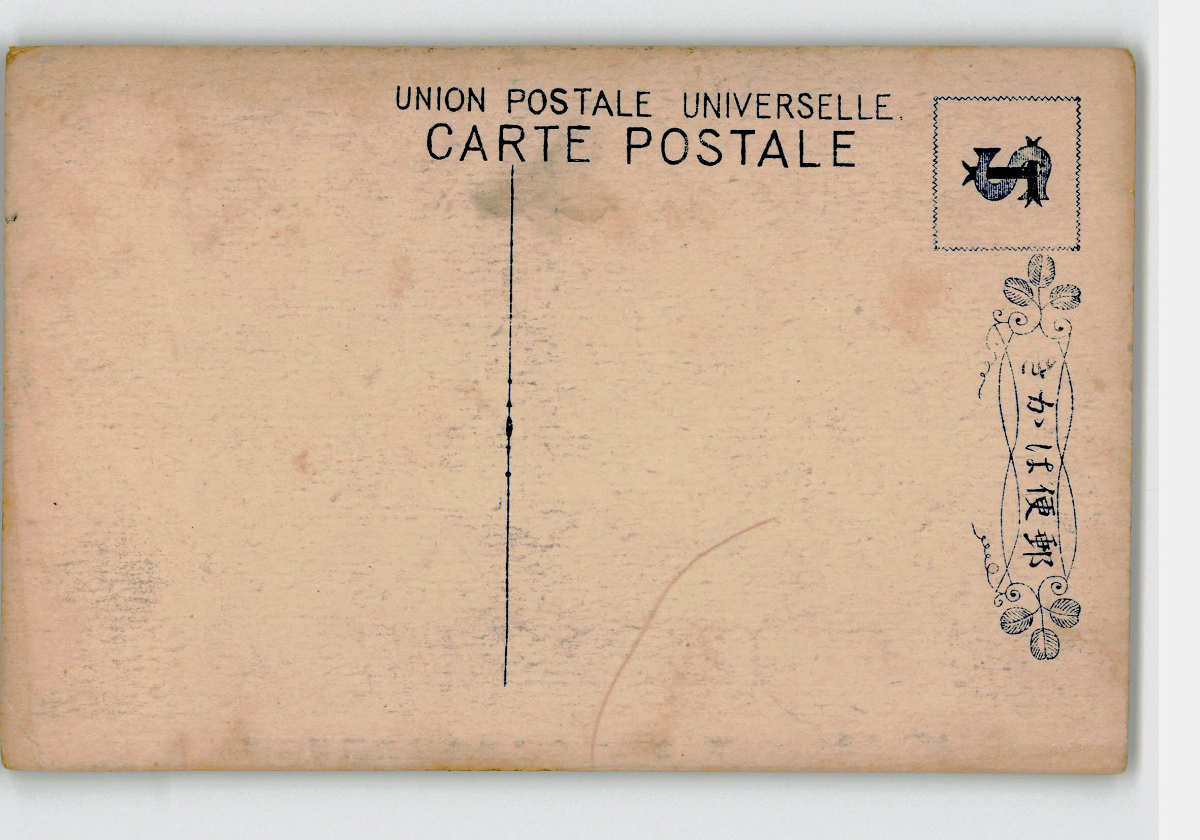 UNION POSTALE UNIVERSELLE.
CARTE POSTALE
郵便はかき